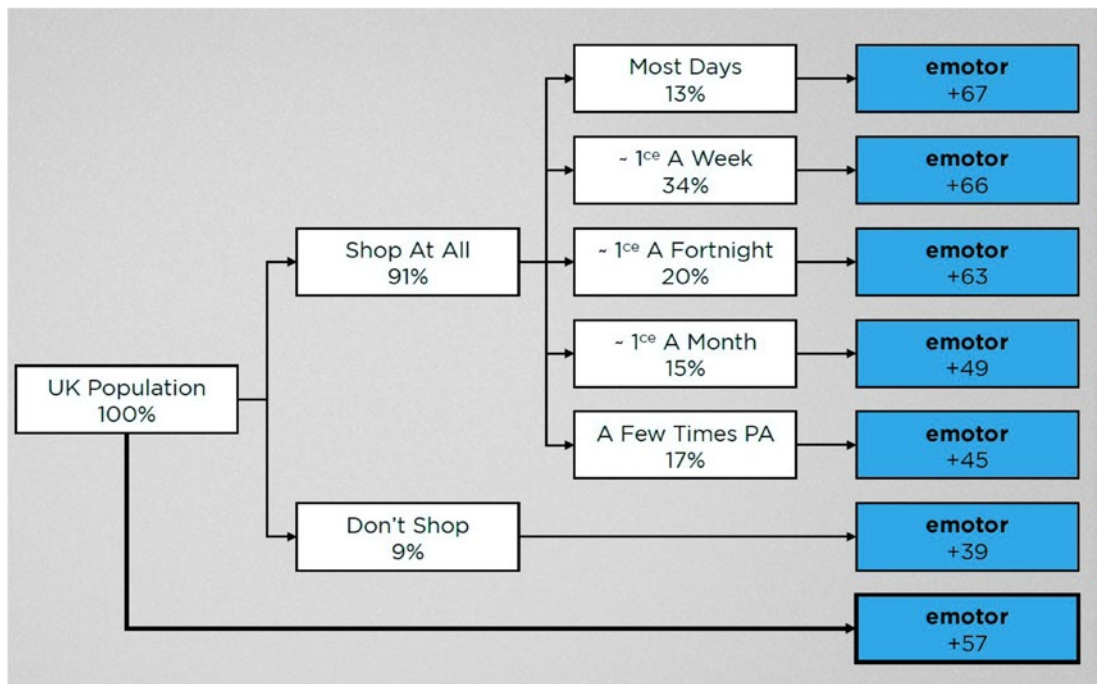 Most Days
13%
emotor
+67
~ 1ce A Week
34%
emotor
+66
Shop At All
91%
~ 1ce A Fortnight
20%
emotor
+63
~ 1ce A Month
15%
emotor
+49
UK Population
100%
A Few Times PA
17%
emotor
+45
Don't Shop
9%
emotor
+39
emotor
+57